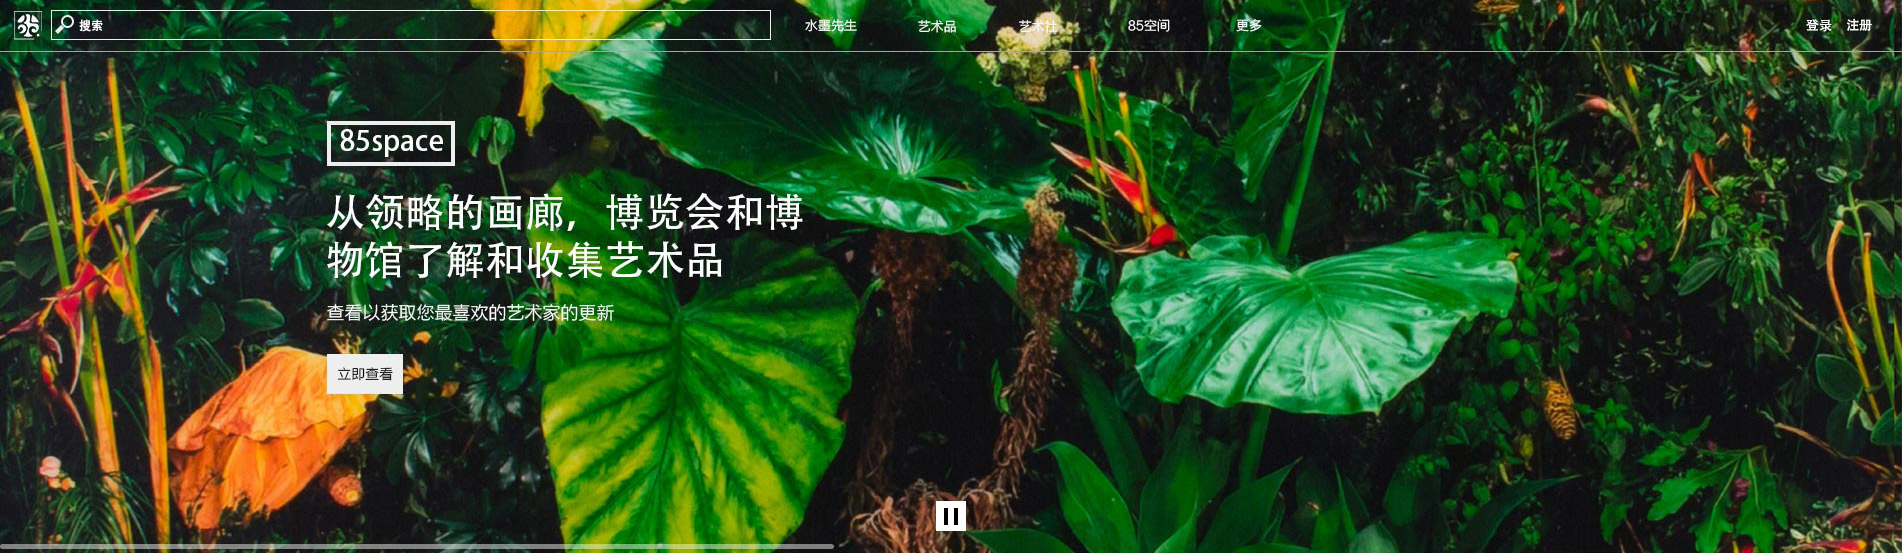 搜索
水墨先生
艺术品
艺术社
85空间
更多
登录
注册
85space
从领略的画廊，博览会和博
物馆了解和收集艺术品
查看以获取您最喜欢的艺术家的更新
立即查看